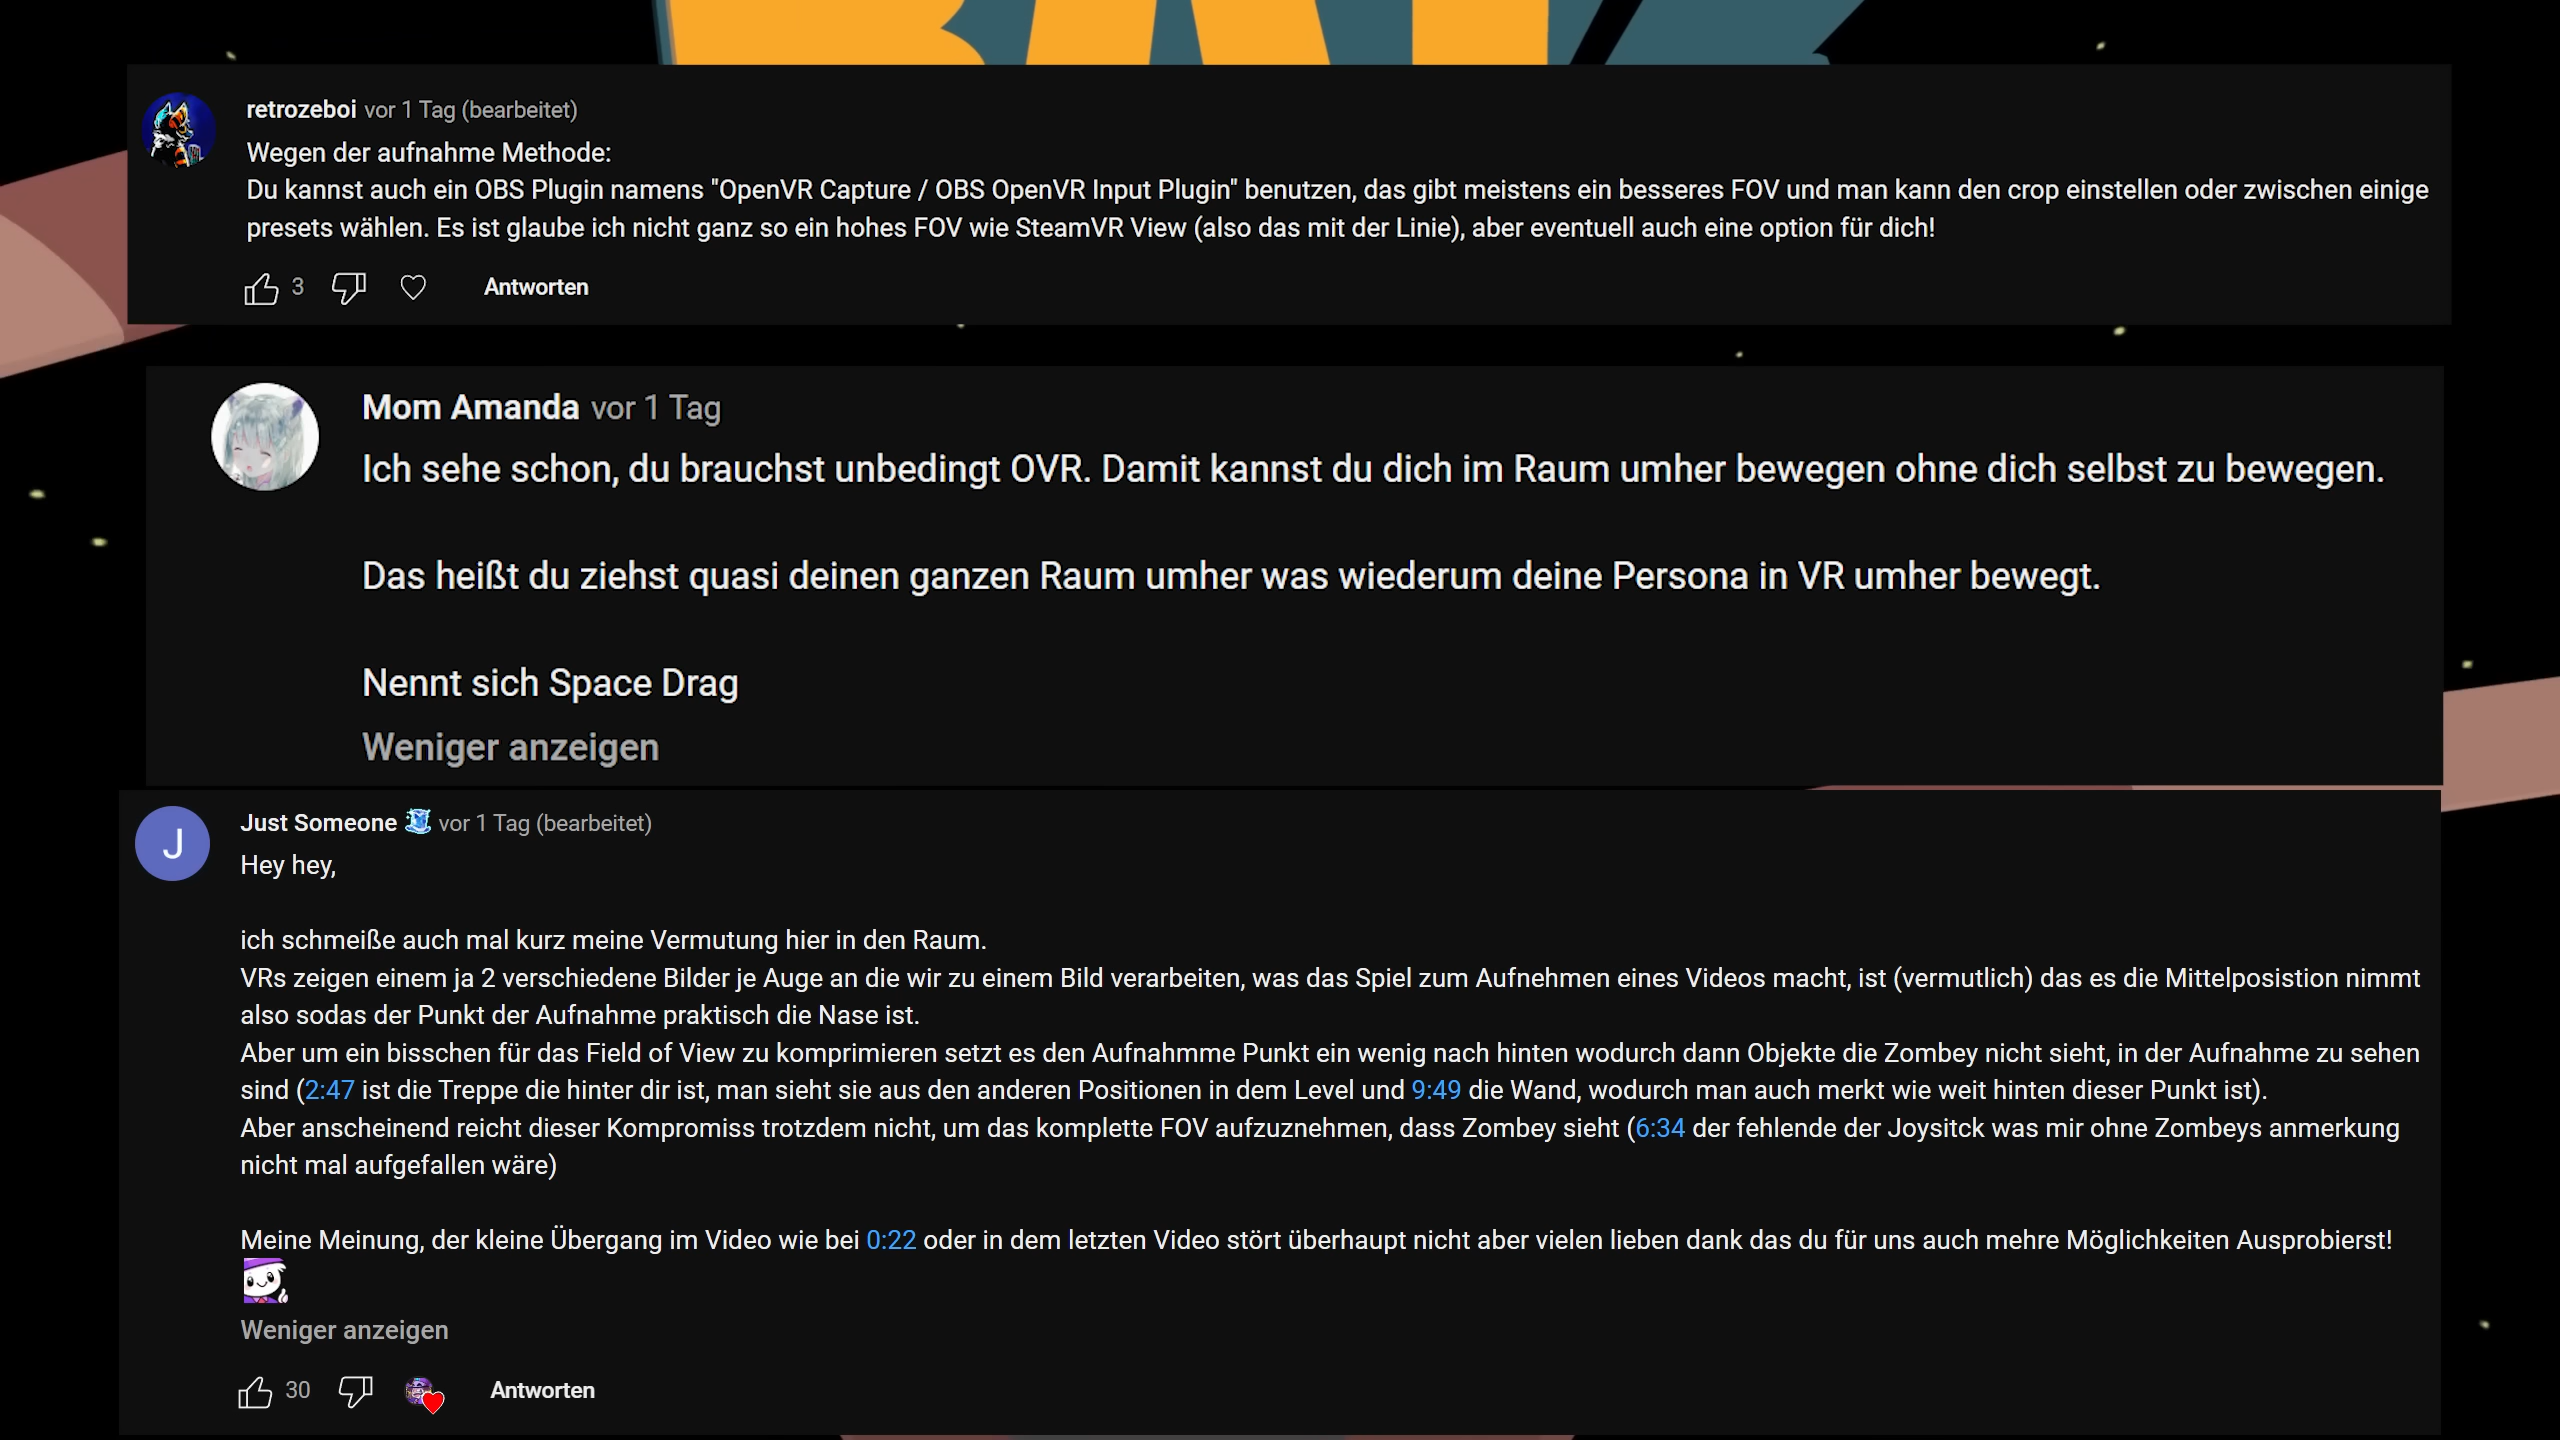 retrozeboi vor 1 Tag (bearbeitet)
Wegen der aufnahme Methode:
Du kannst auch ein OBS Plugin namens "OpenVR Capture / OBS OpenVR Input Plugin" benutzen, das gibt meistens ein besseres FOV und man kann den crop einstellen oder zwischen einige
presets wählen. Es ist glaube ich nicht ganz so ein hohes FOV wie SteamVR View (also das mit der Linie), aber eventuell auch eine option für dich!
3 Antworten
Mom Amanda vor 1 Tag
Ich sehe schon, du brauchst unbedingt OVR. Damit kannst du dich im Raum umher bewegen ohne dich selbst zu bewegen.
Das heißt du ziehst quasi deinen ganzen Raum umher was wiederum deine Persona in VR umher bewegt.
Nennt sich Space Drag
Weniger anzeigen
J
Just Someone vor 1 Tag (bearbeitet)
Hey hey,
ich schmeiße auch mal kurz meine Vermutung hier in den Raum.
VRs zeigen einem ja 2 verschiedene Bilder je Auge an die wir zu einem Bild verarbeiten, was das Spiel zum Aufnehmen eines Videos macht, ist (vermutlich) das es die Mittelposistion nimmt
also sodas der Punkt der Aufnahme praktisch die Nase ist.
Aber um ein bisschen für das Field of View zu komprimieren setzt es den Aufnahmme Punkt ein wenig nach hinten wodurch dann Objekte die Zombey nicht sieht, in der Aufnahme zu sehen
sind (2:47 ist die Treppe die hinter dir ist, man sieht sie aus den anderen Positionen in dem Level und 9:49 die Wand, wodurch man auch merkt wie weit hinten dieser Punkt ist).
Aber anscheinend reicht dieser Kompromiss trotzdem nicht, um das komplette FOV aufzuznehmen, dass Zombey sieht (6:34 der fehlende der Joysitck was mir ohne Zombeys anmerkung
nicht mal aufgefallen wäre)
Meine Meinung, der kleine Übergang im Video wie bei 0:22 oder in dem letzten Video stört überhaupt nicht aber vielen lieben dank das du für uns auch mehre Möglichkeiten Ausprobierst!
Weniger anzeigen
30 Antworten